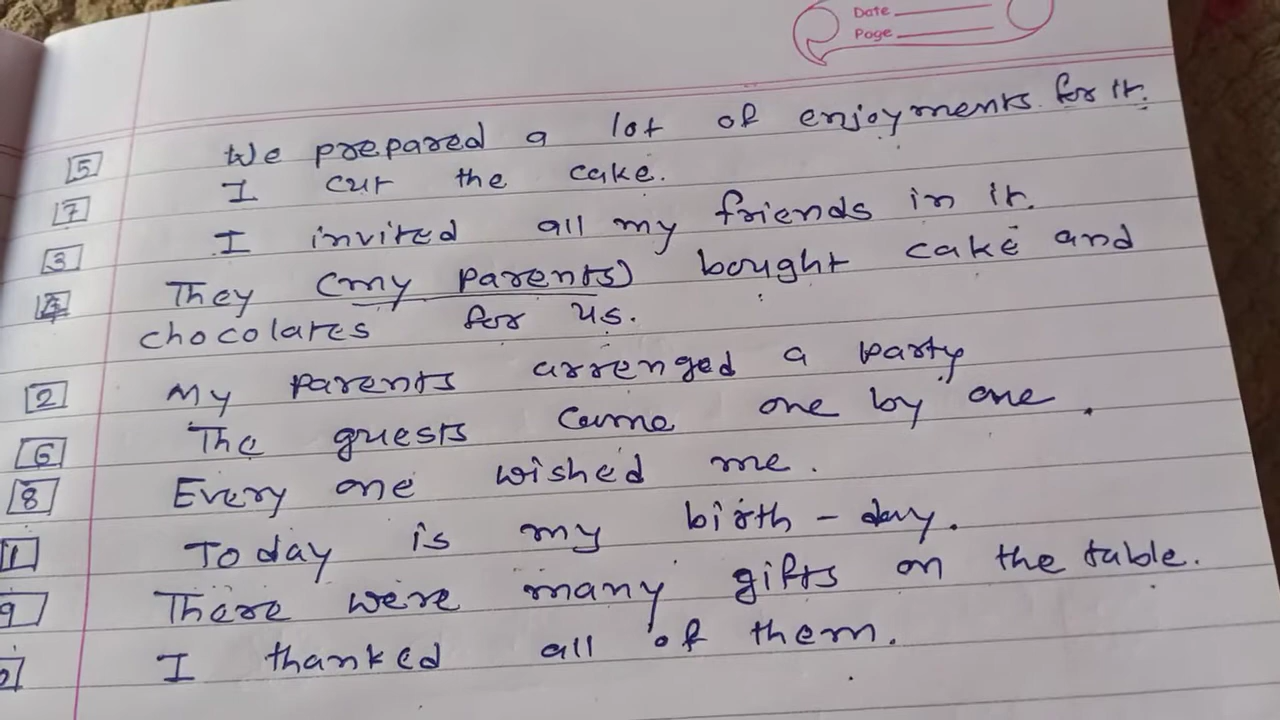 Date
Page
5 We prepared a lot of enjoyments for it.
7 I cut the cake.
3 I invited all my friends in it.
4 They (my parents) bought cake and
chocolates for us.
2 My parents arrenged a party
6 The guests came one by one.
8 Every one wished me.
1 Today is my birth-day.
9 There were many gifts on the table.
I thanked all of them.